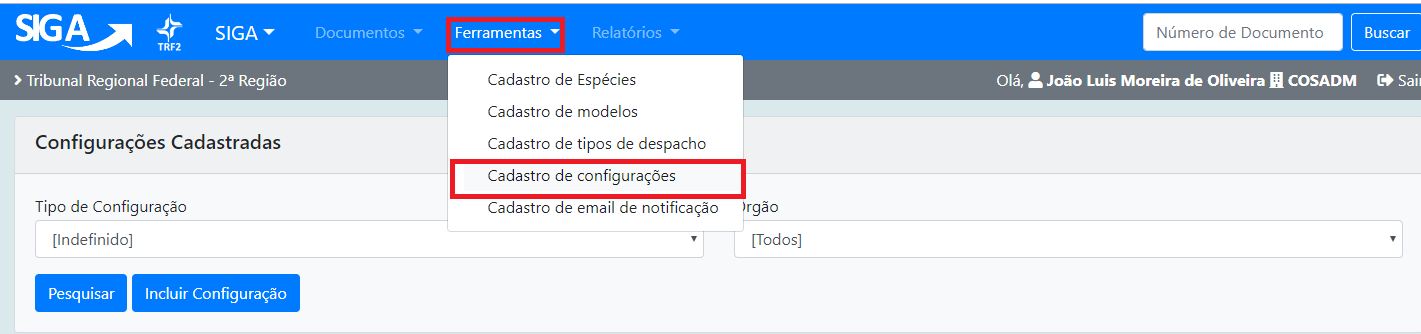 SIGA TRF2 SIGA Documentos Ferramentas Relatórios Número de Documento Buscar
Tribunal Regional Federal - 2ª Região Olá, João Luis Moreira de Oliveira COSADM Sair
Cadastro de Espécies
Cadastro de modelos
Cadastro de tipos de despacho
Cadastro de configurações
Cadastro de email de notificação
Configurações Cadastradas
Tipo de Configuração Órgão
[Indefinido] [Todos]
Pesquisar Incluir Configuração